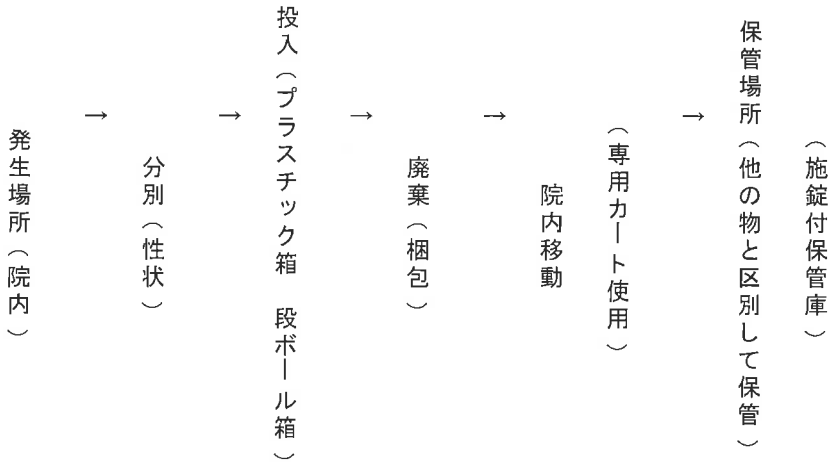 発生場所（院内）
→
分別（性状）
→
投入（プラスチック箱　段ボール箱）
→
廃棄（梱包）
→
院内移動
（専用カート使用）
→
保管場所（他の物と区別して保管）
（施錠付保管庫）